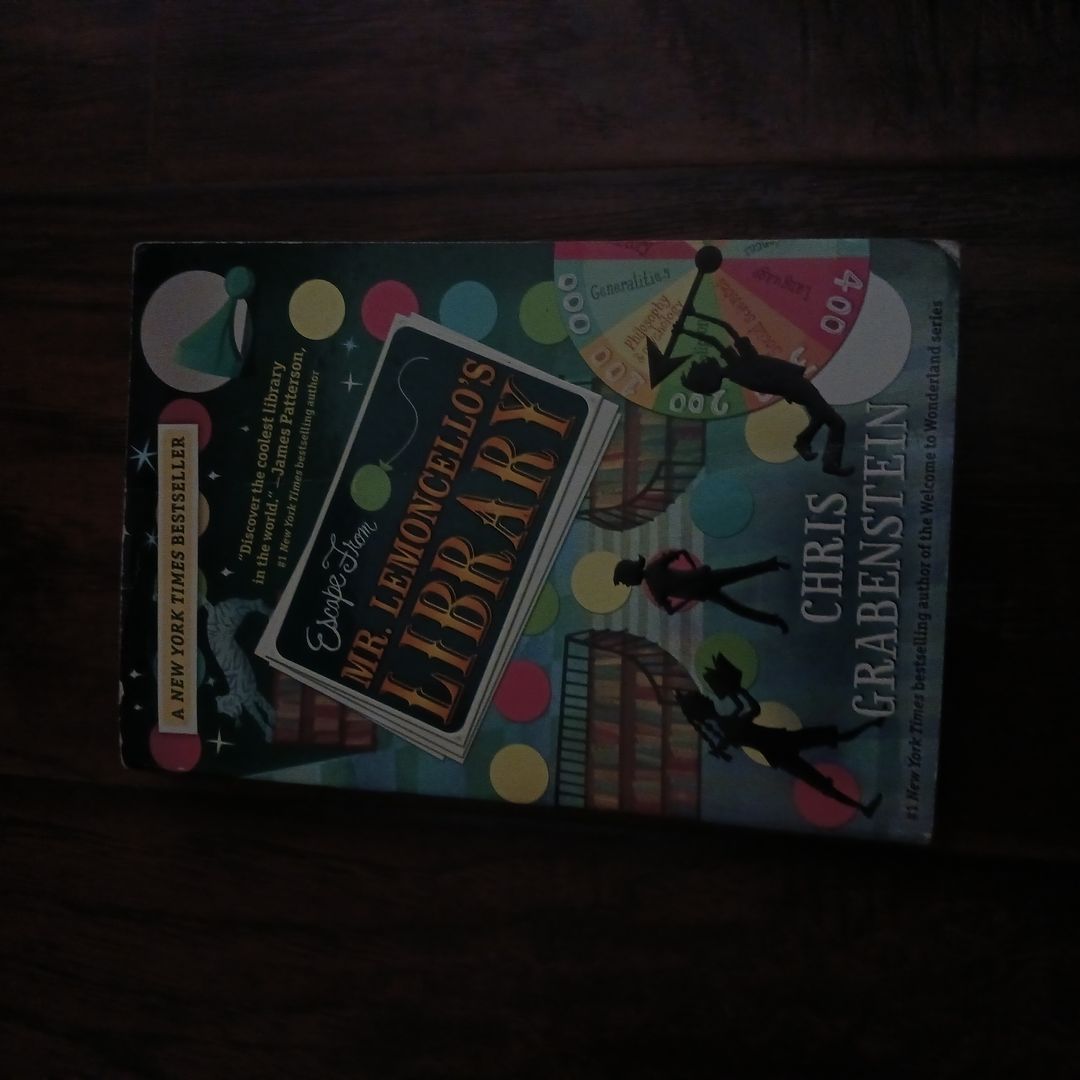 A NEW YORK TIMES BESTSELLER
"Discover the coolest library
in the world." —James Patterson,
#1 New York Times bestselling author
Escape From
MR. LEMONCELLO'S
LIBRARY
000
Generalities
100
Philosophy
&
200
400
Language
CHRIS
GRABENSTEIN
#1 New York Times bestselling author of the Welcome to Wonderland series